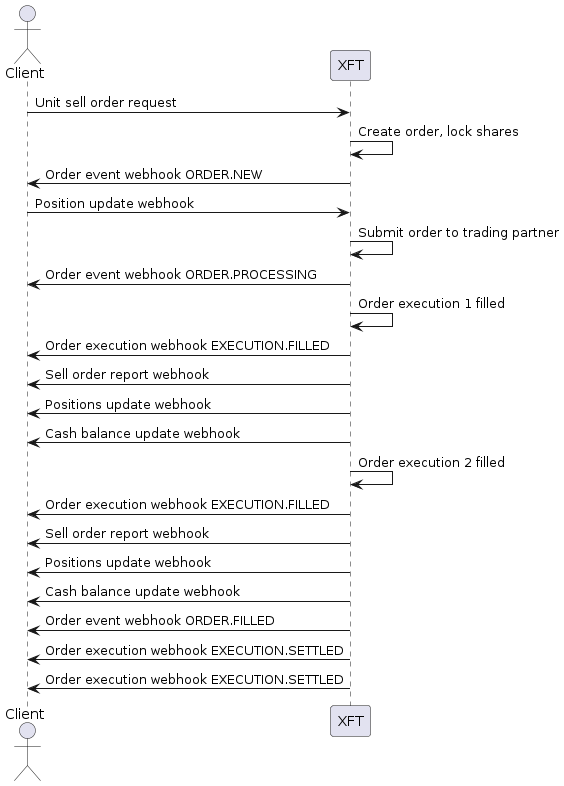 Client
XFT
Unit sell order request
Create order, lock shares
Order event webhook ORDER.NEW
Position update webhook
Submit order to trading partner
Order event webhook ORDER.PROCESSING
Order execution 1 filled
Order execution webhook EXECUTION.FILLED
Sell order report webhook
Positions update webhook
Cash balance update webhook
Order execution 2 filled
Order execution webhook EXECUTION.FILLED
Sell order report webhook
Positions update webhook
Cash balance update webhook
Order event webhook ORDER.FILLED
Order execution webhook EXECUTION.SETTLED
Order execution webhook EXECUTION.SETTLED
Client
XFT